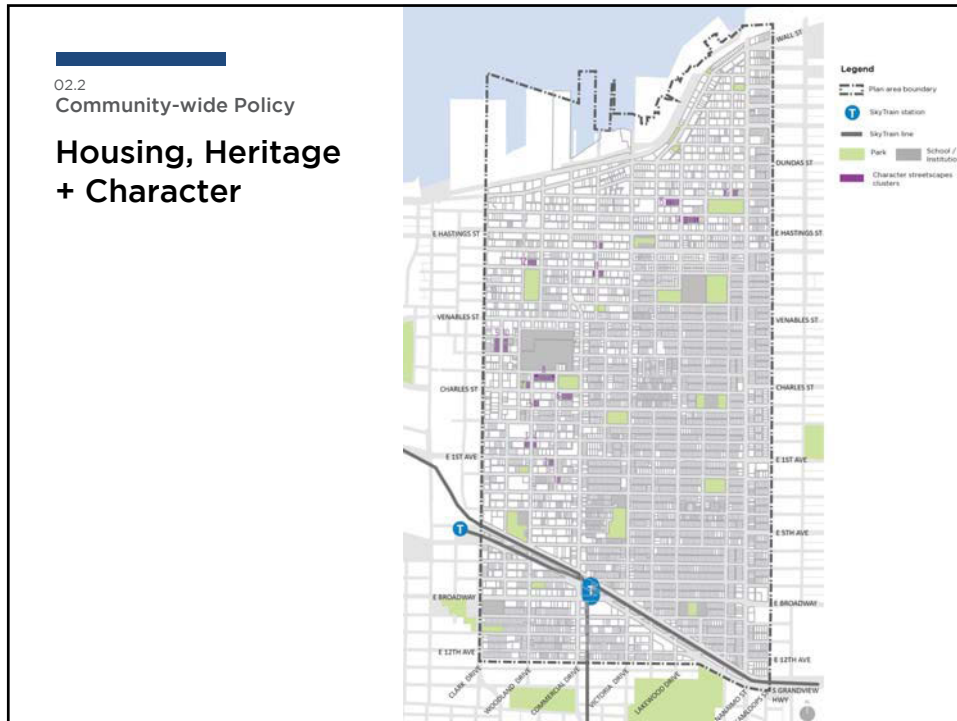 02.2
Community-wide Policy
Housing, Heritage
+ Character
WALL ST
DUNDAS ST
E HASTINGS ST
E HASTINGS ST
VENABLES ST
VENABLES ST
CHARLES ST
CHARLES ST
E 1ST AVE
E 1ST AVE
E 5TH AVE
E BROADWAY
E BROADWAY
E 12TH AVE
E 12TH AVE
CLARK DRIVE
WOODLAND DRIVE
COMMERCIAL DRIVE
VICTORIA DRIVE
LAKEWOOD DRIVE
NANAIMO ST
KAMLOOPS ST
S GRANDVIEW
HWY
T
T
Legend
Plan area boundary
T
SkyTrain station
SkyTrain line
Park
School /
Institutio
Character streetscapes
clusters